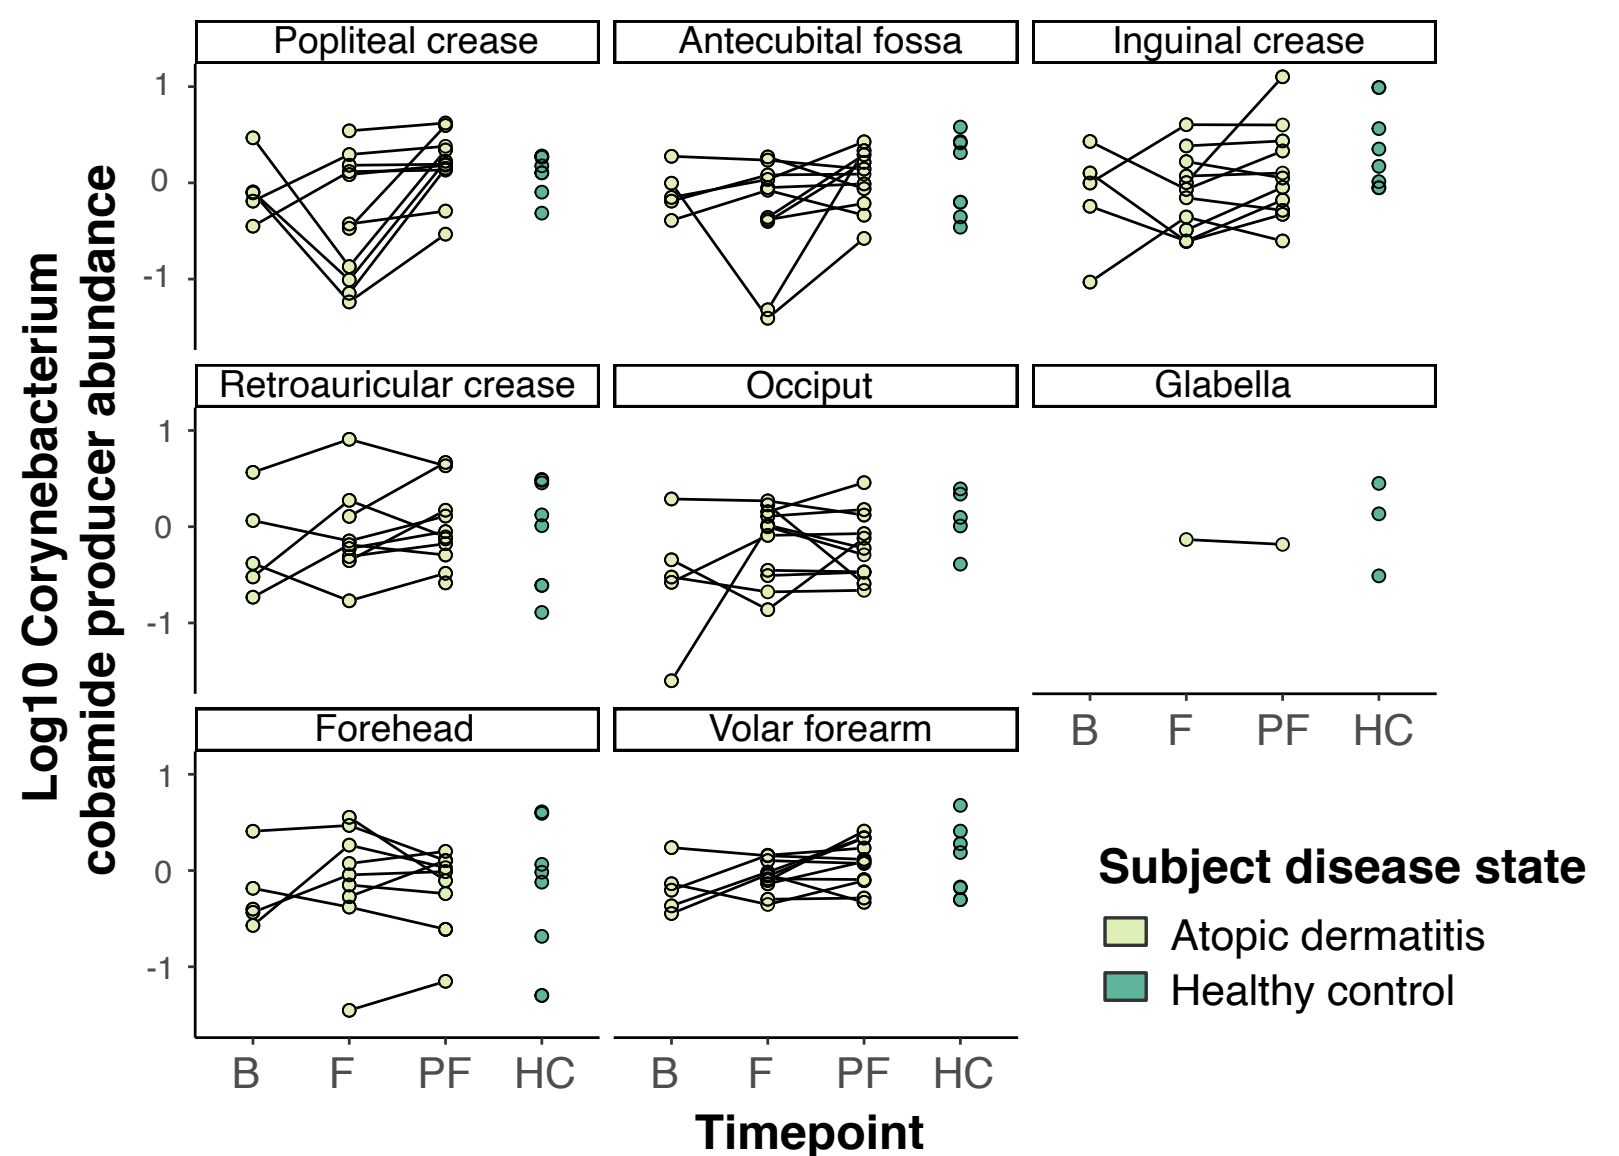 Popliteal crease Antecubital fossa Inguinal crease
1
0
-1
Retroauricular crease Occiput Glabella
1
0
-1
B F PF HC
Forehead Volar forearm
1
0
-1
B F PF HC B F PF HC
Timepoint
Log10 Corynebacterium
cobamide producer abundance
Subject disease state
Atopic dermatitis
Healthy control